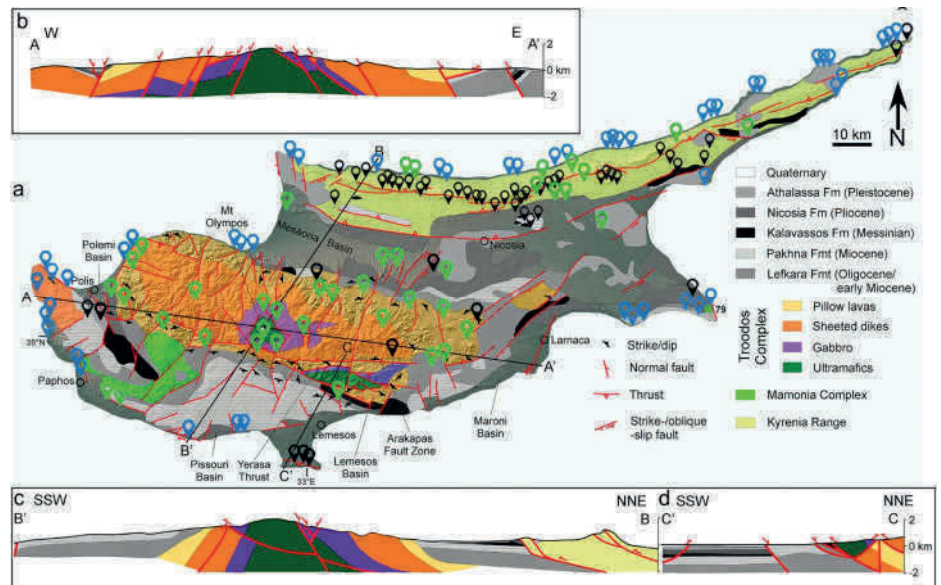 b
W
E
A
A'
2
0 km
-2
10 km
N
a
B
Mt
Olympos
Mesaoria Basin
Nicosia
Polemi
Basin
Polis
A
35°N
Paphos
C
Larnaca
A'
Lemesos
B'
Pissouri
Basin
Yerasa
Thrust
C'
33°E
Lemesos
Basin
Arakapas
Fault Zone
Maroni
Basin
79
Quaternary
Athalassa Fm (Pleistocene)
Nicosia Fm (Pliocene)
Kalavassos Fm (Messinian)
Pakhna Fmt (Miocene)
Lefkara Fmt (Oligocene/
early Miocene)
Troodos
Complex
Pillow lavas
Sheeted dikes
Gabbro
Ultramafics
Mamonia Complex
Kyrenia Range
Strike/dip
Normal fault
Thrust
Strike-/oblique
-slip fault
c SSW
NNE
B'
B
d SSW
NNE
C'
C
2
0 km
-2